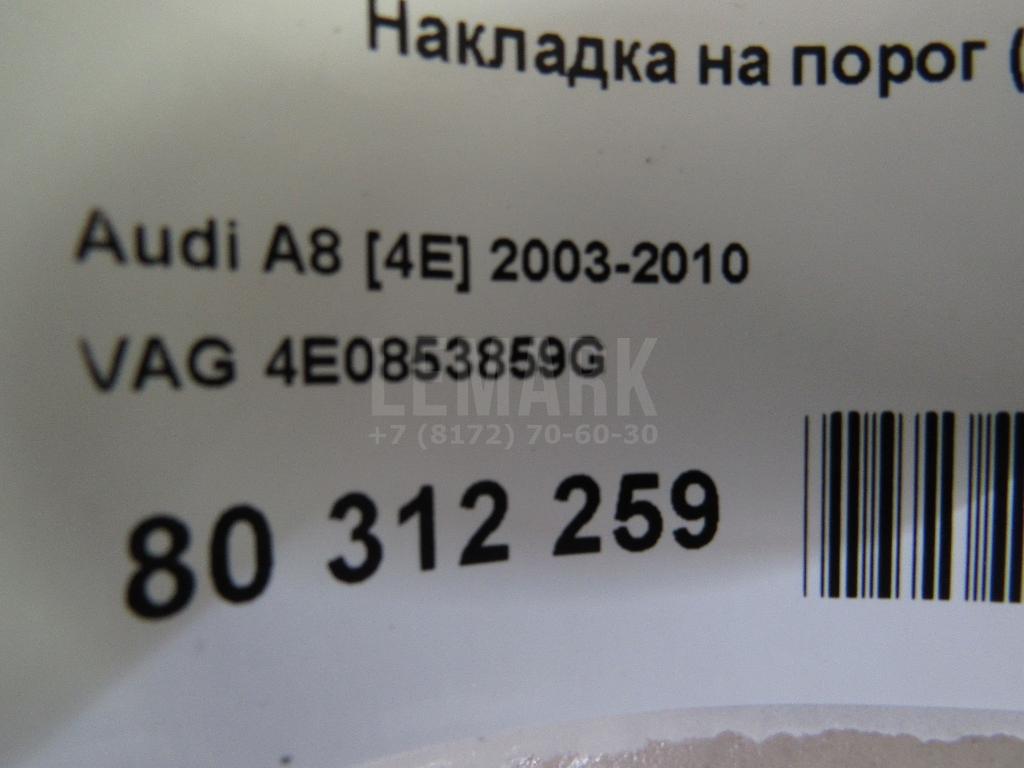 Накладка на порог (
Audi A8 [4E] 2003-2010
VAG 4E0853859G
LEMARK
+7 (8172) 70-60-30
80 312 259